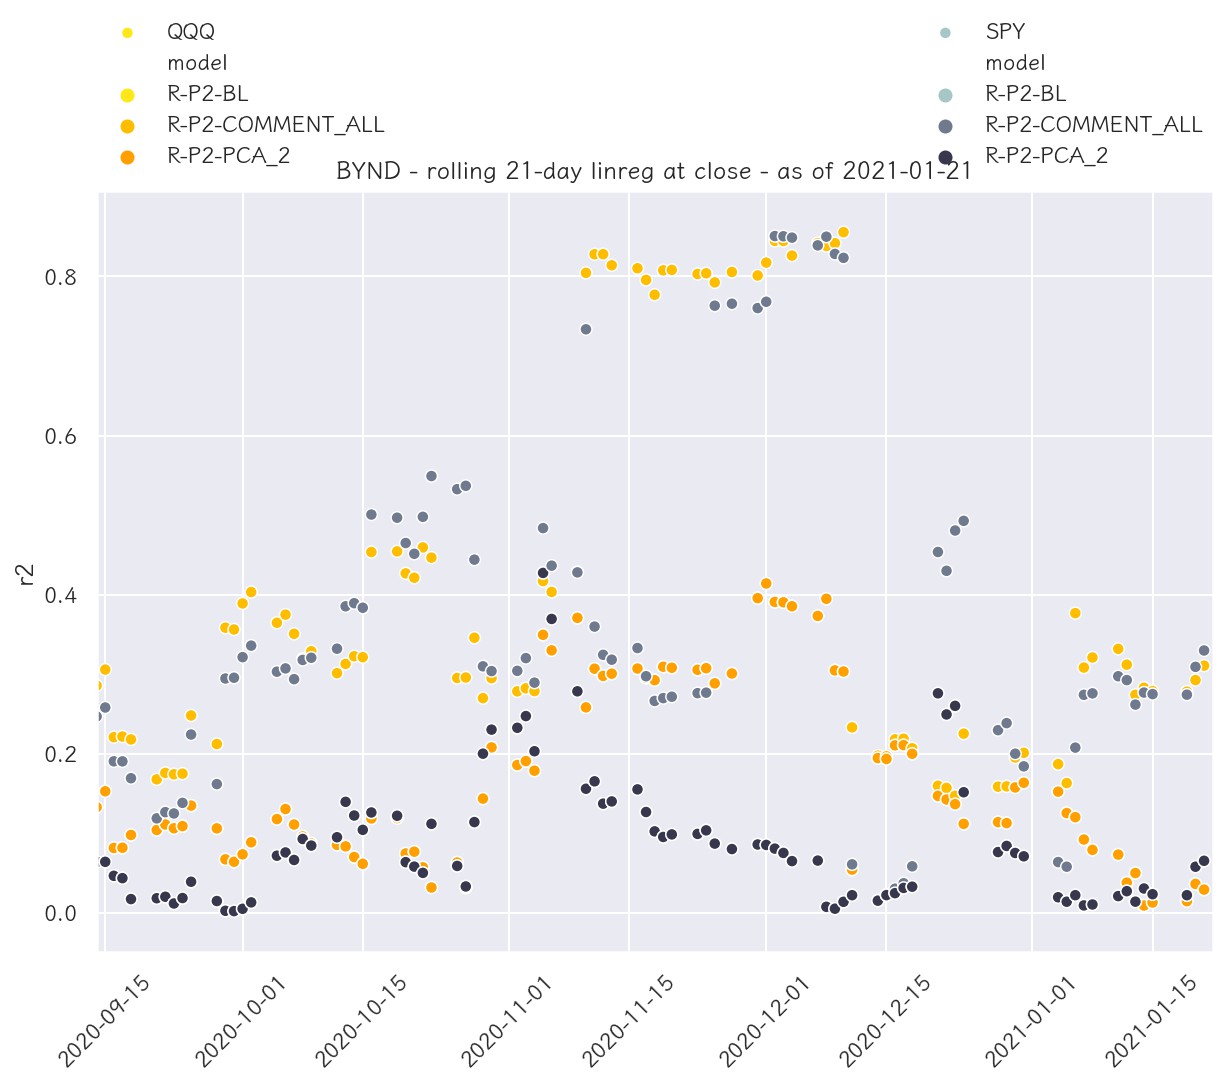 QQQ
model
R-P2-BL
R-P2-COMMENT_ALL
R-P2-PCA_2
SPY
model
R-P2-BL
R-P2-COMMENT_ALL
R-P2-PCA_2
BYND - rolling 21-day linreg at close - as of 2021-01-21
0.8
0.6
0.4
0.2
0.0
r2
2020-09-15
2020-10-01
2020-10-15
2020-11-01
2020-11-15
2020-12-01
2020-12-15
2021-01-01
2021-01-15